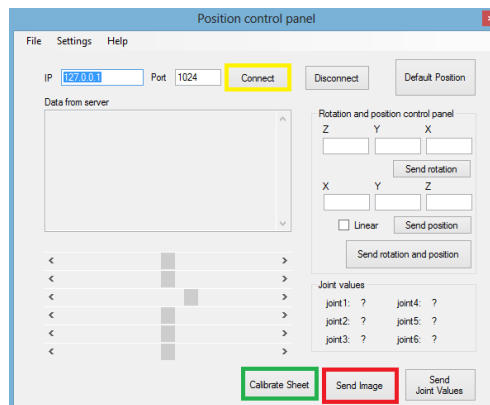 Position control panel
File Settings Help
IP 127.0.0.1 Port 1024 Connect Disconnect Default Position
Data from server
Rotation and position control panel
Z Y X
Send rotation
X Y Z
Linear Send position
Send rotation and position
Joint values
joint1: ? joint4: ?
joint2: ? joint5: ?
joint3: ? joint6: ?
Calibrate Sheet Send Image Send Joint Values